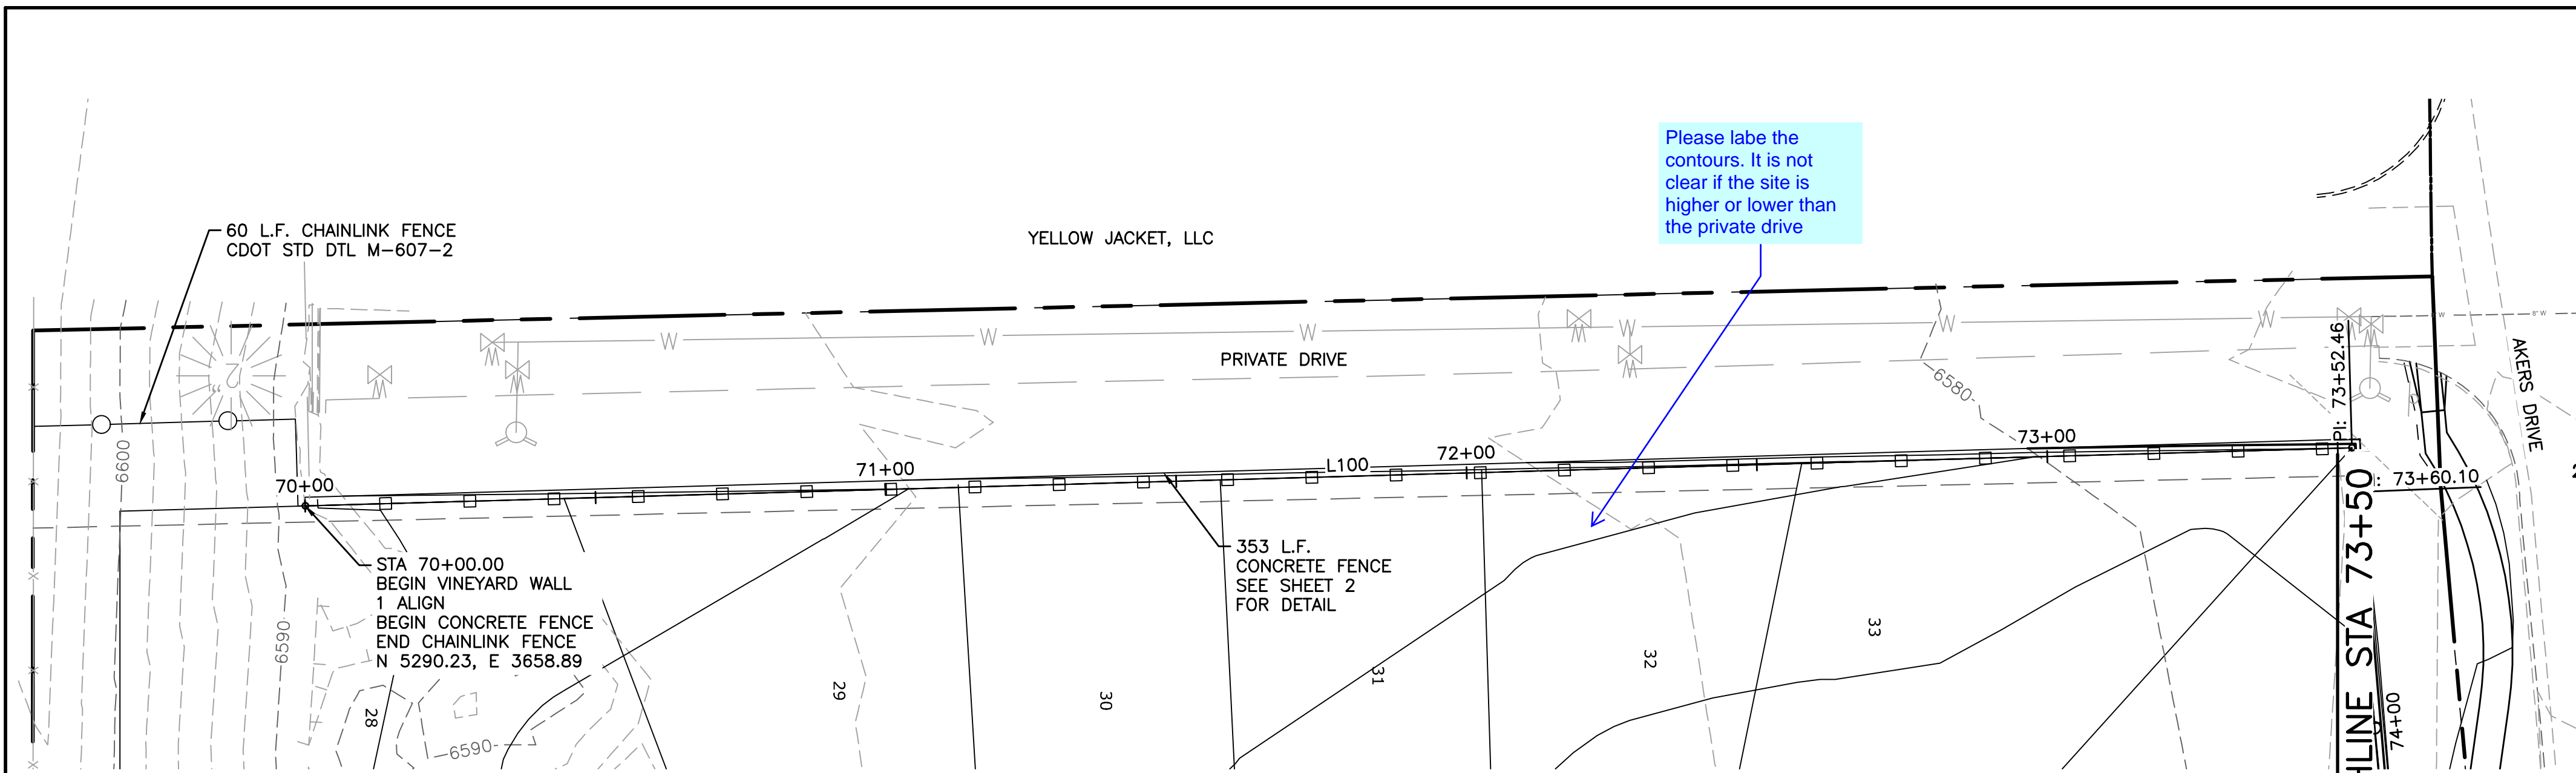 Please labe the
contours. It is not
clear if the site is
higher or lower than
the private drive
60 L.F. CHAINLINK FENCE
CDOT STD DTL M-607-2
YELLOW JACKET, LLC
W W W W W W
8" W
PRIVATE DRIVE
AKERS DRIVE
PI: 73+52.46
6580
6600
6590
6590
70+00
71+00
L100
72+00
73+00
73+60.10
STA 70+00.00
BEGIN VINEYARD WALL
1 ALIGN
BEGIN CONCRETE FENCE
END CHAINLINK FENCE
N 5290.23, E 3658.89
353 L.F.
CONCRETE FENCE
SEE SHEET 2
FOR DETAIL
28
29
30
31
32
33
HLINE STA 73+50
74+00